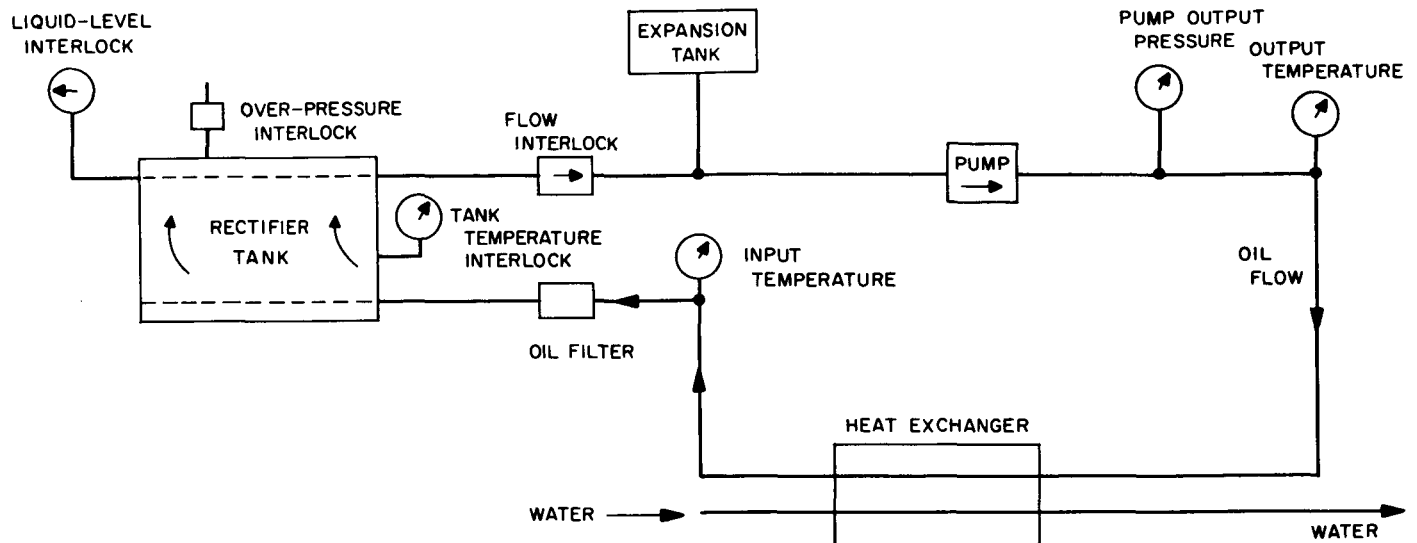 LIQUID-LEVEL
INTERLOCK
OVER-PRESSURE
INTERLOCK
EXPANSION
TANK
PUMP OUTPUT
PRESSURE
OUTPUT
TEMPERATURE
FLOW
INTERLOCK
PUMP
RECTIFIER
TANK
TANK
TEMPERATURE
INTERLOCK
INPUT
TEMPERATURE
OIL
FLOW
OIL FILTER
HEAT EXCHANGER
WATER
WATER